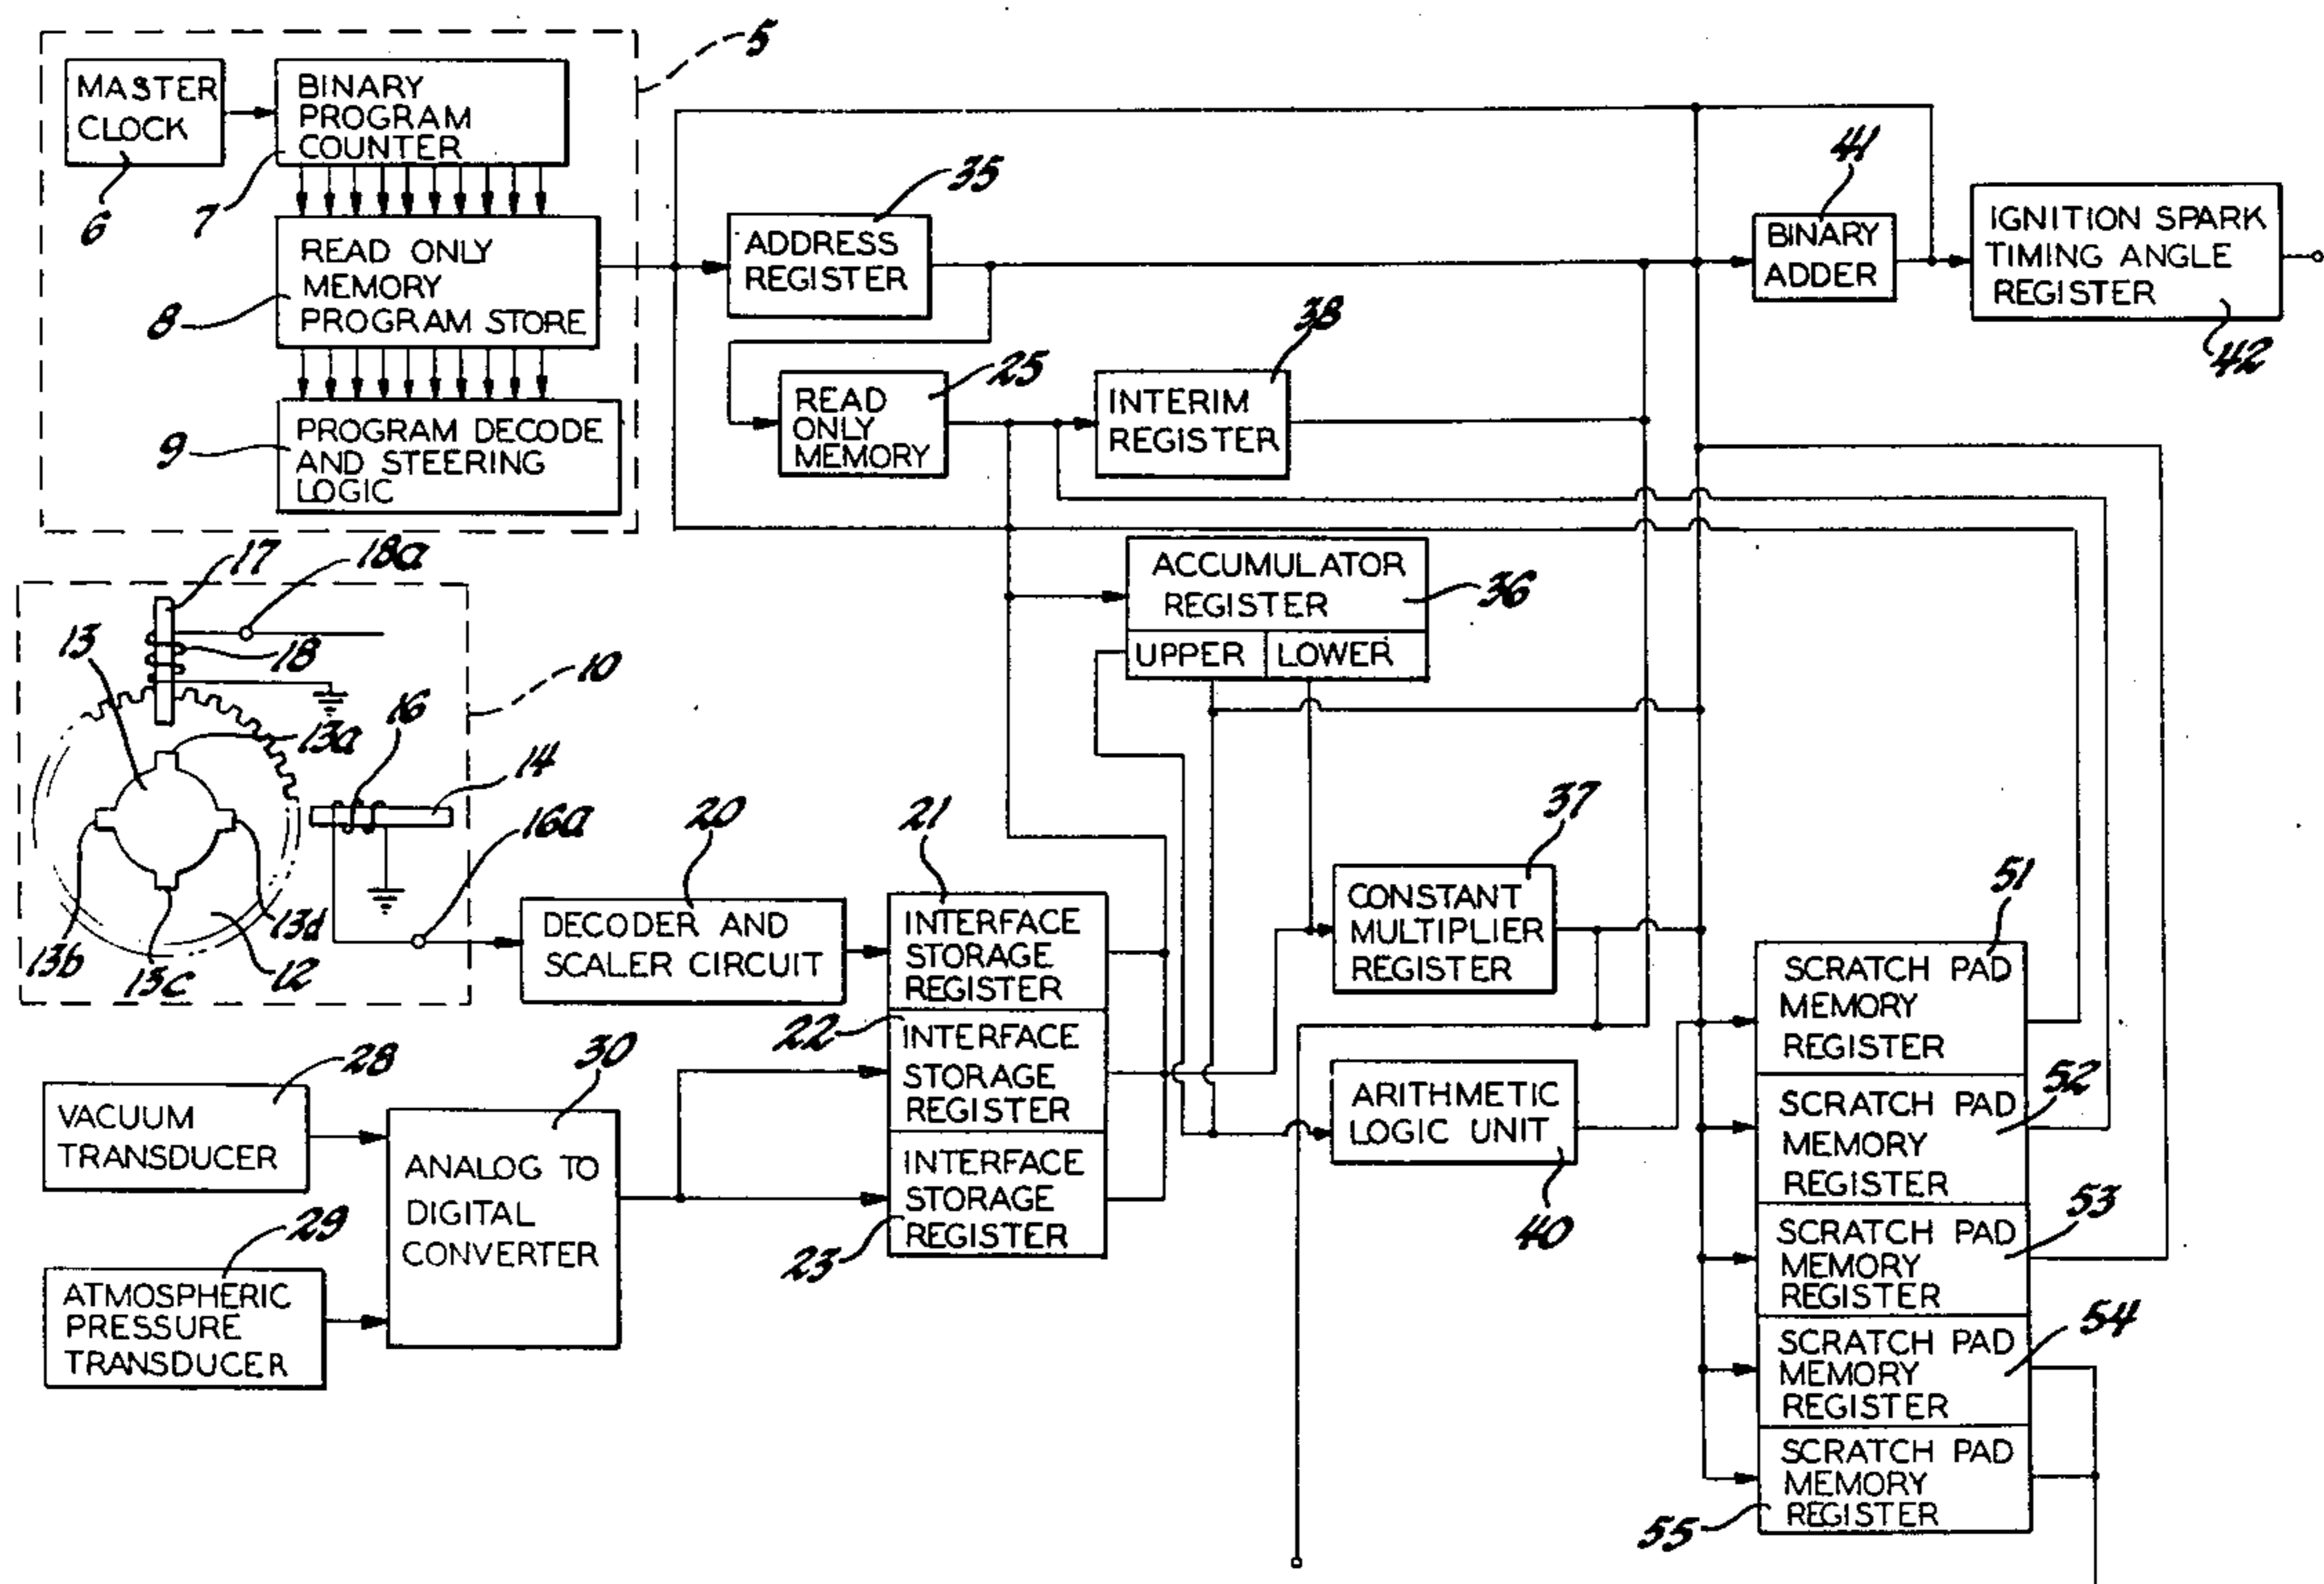 5
MASTER
CLOCK
6
BINARY
PROGRAM
COUNTER
7
READ ONLY
MEMORY
PROGRAM STORE
8
PROGRAM DECODE
AND STEERING
LOGIC
9
35
ADDRESS
REGISTER
41
BINARY
ADDER
IGNITION SPARK
TIMING ANGLE
REGISTER
42
25
READ
ONLY
MEMORY
38
INTERIM
REGISTER
ACCUMULATOR
REGISTER
36
UPPER
LOWER
17
18a
18
13
10
16
13a
14
16a
13b
13c
12
13d
20
DECODER AND
SCALER CIRCUIT
21
INTERFACE
STORAGE
REGISTER
22
INTERFACE
STORAGE
REGISTER
INTERFACE
STORAGE
REGISTER
23
37
CONSTANT
MULTIPLIER
REGISTER
ARITHMETIC
LOGIC UNIT
40
28
VACUUM
TRANSDUCER
29
ATMOSPHERIC
PRESSURE
TRANSDUCER
30
ANALOG TO
DIGITAL
CONVERTER
51
SCRATCH PAD
MEMORY
REGISTER
52
SCRATCH PAD
MEMORY
REGISTER
53
SCRATCH PAD
MEMORY
REGISTER
54
SCRATCH PAD
MEMORY
REGISTER
SCRATCH PAD
MEMORY
REGISTER
55